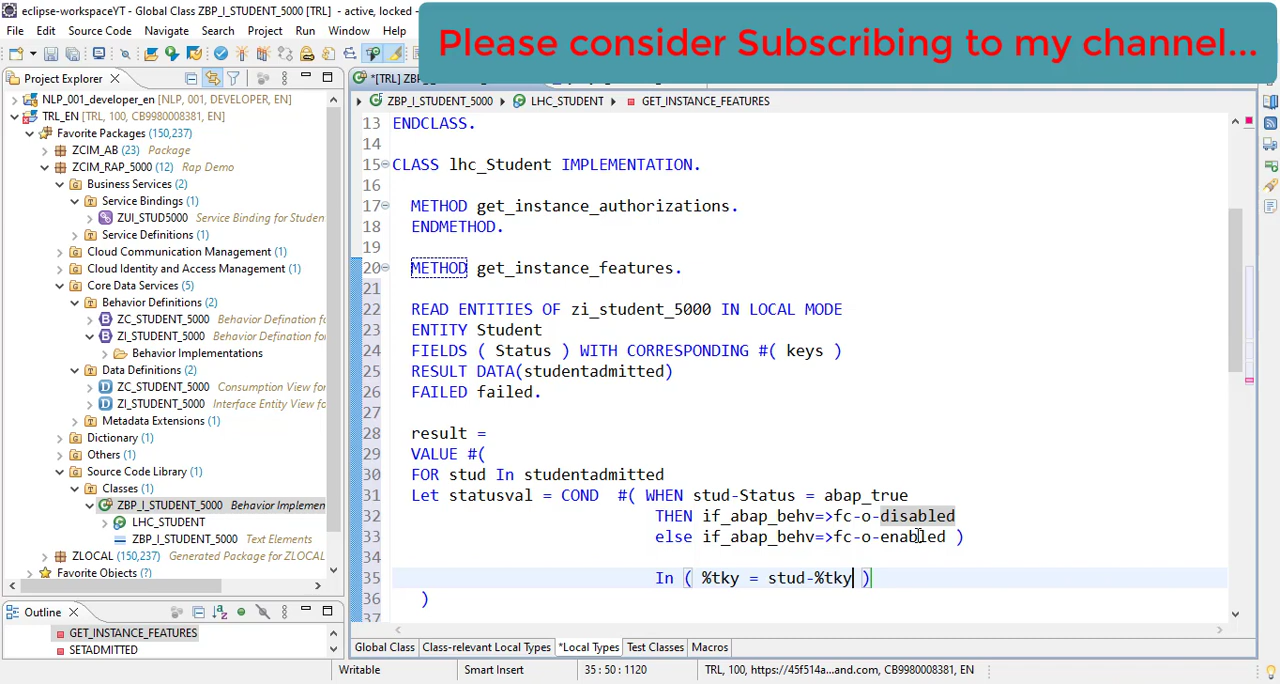 eclipse-workspaceYT - Global Class ZBP_I_STUDENT_5000 [TRL] - active, locked -
Please consider Subscribing to my channel...
File Edit Source Code Navigate Search Project Run Window Help
Project Explorer
*[TRL] ZBP_
NLP_001_developer_en [NLP, 001, DEVELOPER, EN]
TRL_EN [TRL, 100, CB9980008381, EN]
Favorite Packages (150,237)
ZCIM_AB (23) Package
ZCIM_RAP_5000 (12) Rap Demo
Business Services (2)
Service Bindings (1)
ZUI_STUD5000 Service Binding for Studen
Service Definitions (1)
Cloud Communication Management (1)
Cloud Identity and Access Management (1)
Core Data Services (5)
Behavior Definitions (2)
ZC_STUDENT_5000 Behavior Defination for
ZI_STUDENT_5000 Behavior Defination for
Behavior Implementations
Data Definitions (2)
ZC_STUDENT_5000 Consumption View for
ZI_STUDENT_5000 Interface Entity View for
Metadata Extensions (1)
Dictionary (1)
Others (1)
Source Code Library (1)
Classes (1)
ZBP_I_STUDENT_5000 Behavior Implemen
LHC_STUDENT
ZBP_I_STUDENT_5000 Text Elements
ZLOCAL (150,157) Generated Package for ZLOCAL
Favorite Objects (?)
Outline
GET_INSTANCE_FEATURES
SETADMITTED
ZBP_I_STUDENT_5000 LHC_STUDENT GET_INSTANCE_FEATURES
13 ENDCLASS.
14
15 CLASS lhc_Student IMPLEMENTATION.
16
17 METHOD get_instance_authorizations.
18 ENDMETHOD.
19
20 METHOD get_instance_features.
21
22 READ ENTITIES OF zi_student_5000 IN LOCAL MODE
23 ENTITY Student
24 FIELDS ( Status ) WITH CORRESPONDING #( keys )
25 RESULT DATA(studentadmitted)
26 FAILED failed.
27
28 result =
29 VALUE #(
30 FOR stud In studentadmitted
31 Let statusval = COND #( WHEN stud-Status = abap_true
32 THEN if_abap_behv=>fc-o-disabled
33 else if_abap_behv=>fc-o-enabled )
34
35 In ( %tky = stud-%tky )
36 )
37
Global Class Class-relevant Local Types *Local Types Test Classes Macros
Writable Smart Insert 35 : 50 : 1120 TRL, 100, https://45f514a...and.com, CB9980008381, EN